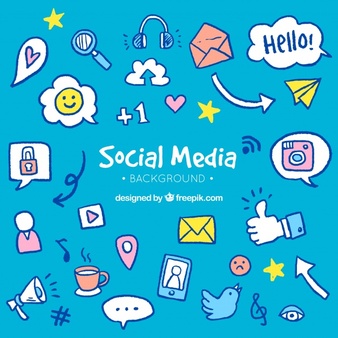 Hello!
+1
Social Media
• BACKGROUND •
designed by freepik.com
#